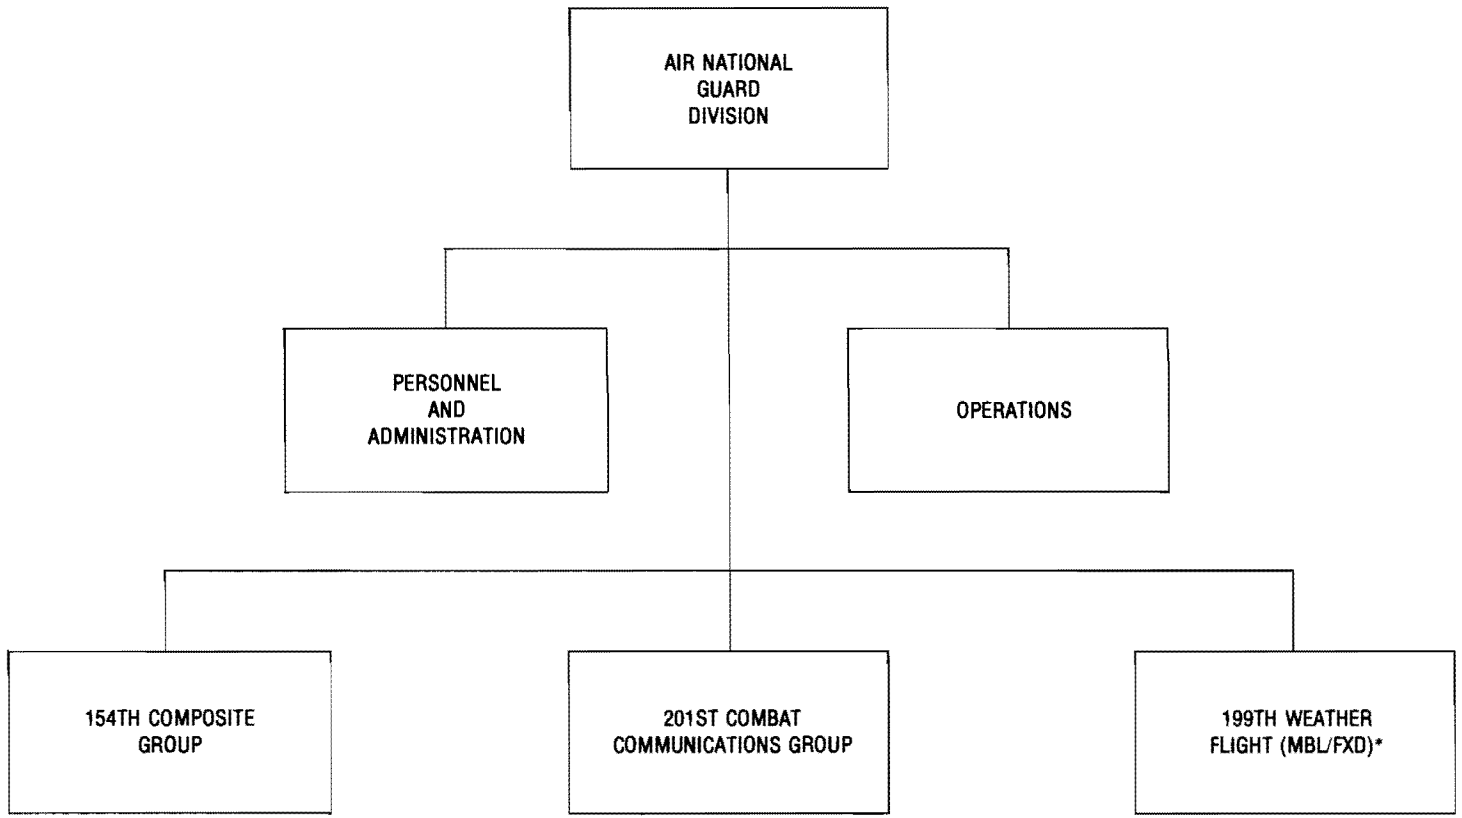 AIR NATIONAL
GUARD
DIVISION
PERSONNEL
AND
ADMINISTRATION
OPERATIONS
154TH COMPOSITE
GROUP
201ST COMBAT
COMMUNICATIONS GROUP
199TH WEATHER
FLIGHT (MBL/FXD)*